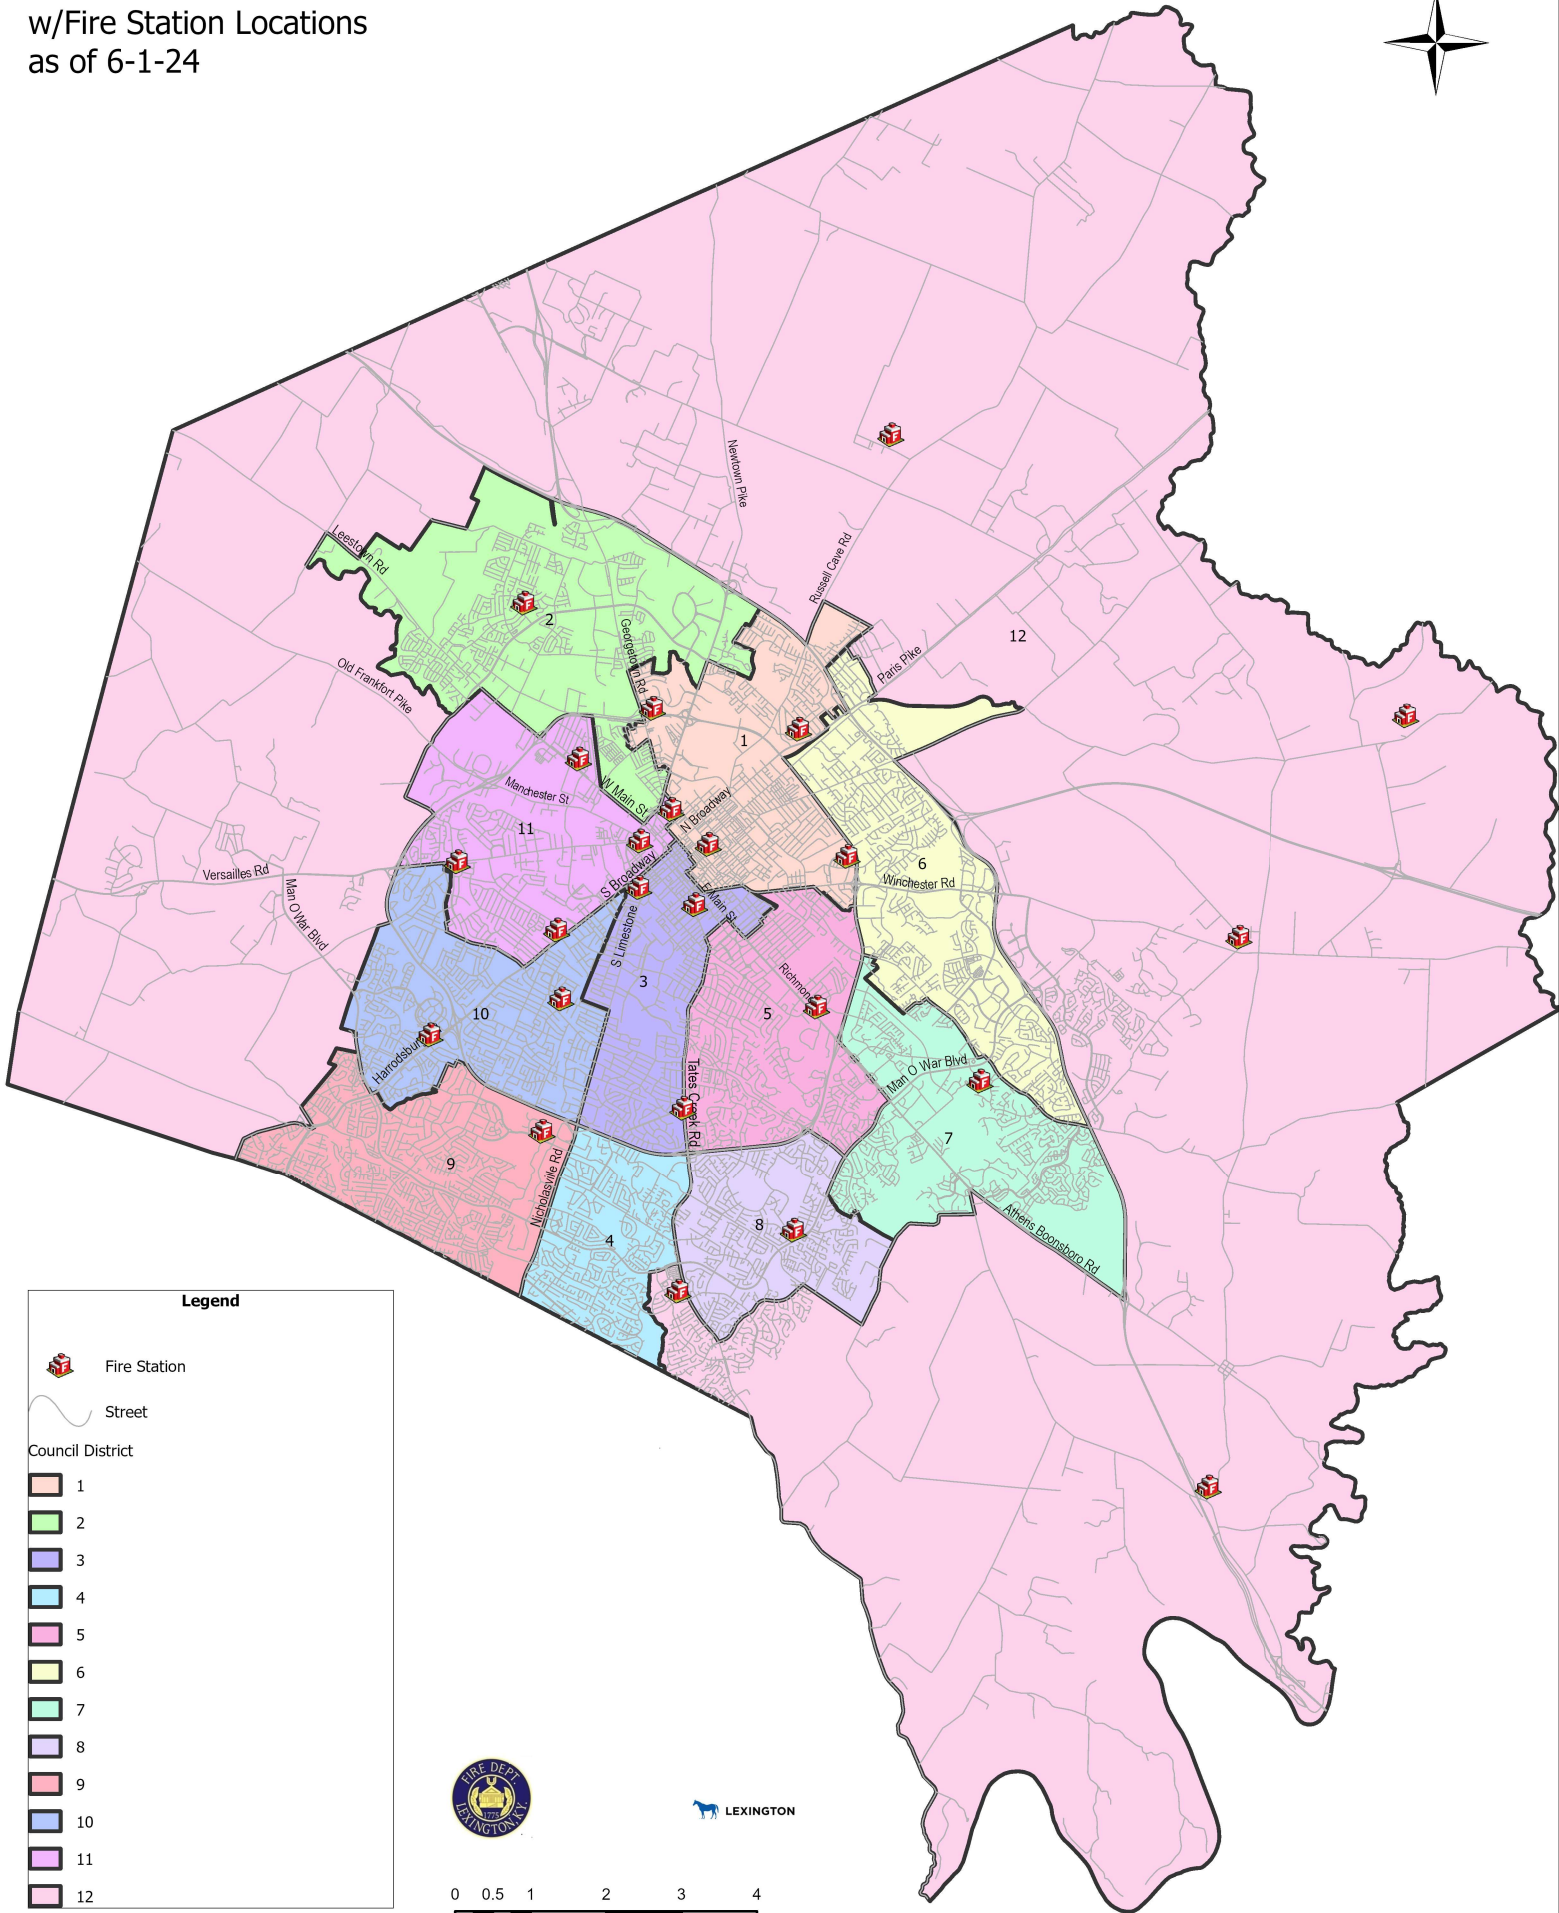 w/Fire Station Locations
as of 6-1-24
Newtown Pike
Russell Cave Rd
Leestown Rd
12
2
Georgetown Rd
Paris Pike
Old Frankfort Pike
1
Manchester St
W Main St
N Broadway
11
6
S Broadway
Versailles Rd
Winchester Rd
Man O War Blvd
E Main St
S Limestone
3
Richmond
5
10
Harrodsbur
Man O War Blvd
Tates Creek Rd
7
9
Nicholasville Rd
8
4
Athens Boonsboro Rd
Legend
F Fire Station
Street
Council District
1
2
3
4
5
6
7
8
9
10
11
12
FIRE DEPT.
1775
LEXINGTON, KY.
LEXINGTON
0 0.5 1 2 3 4